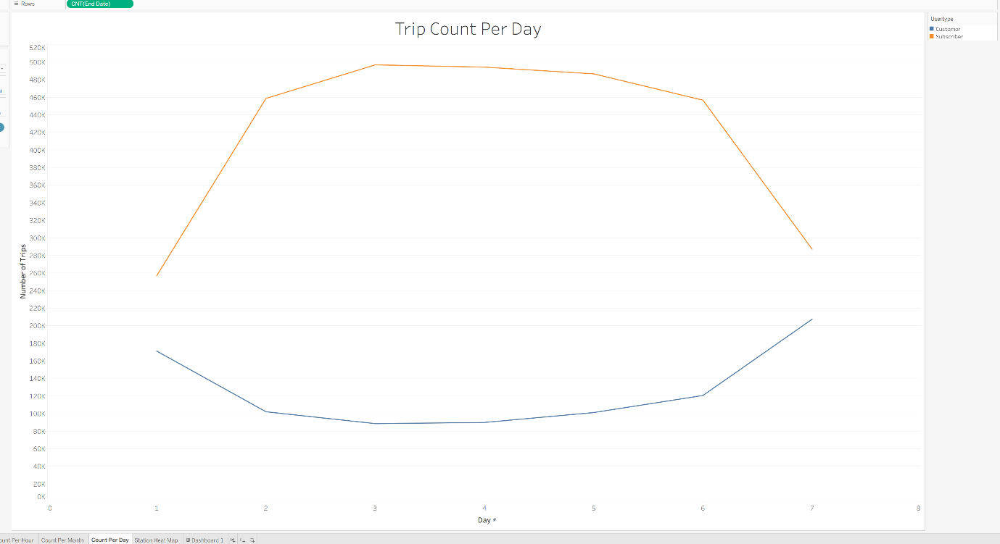 Rows
CNT(End Date)
Trip Count Per Day
Usertype
Customer
Subscriber
Number of Trips
520K
500K
480K
460K
440K
420K
400K
380K
360K
340K
320K
300K
280K
260K
240K
220K
200K
180K
160K
140K
120K
100K
80K
60K
40K
20K
0K
0 1 2 3 4 5 6 7 8
Day
Per Hour Count Per Month Count Per Day Station Heat Map Dashboard 1